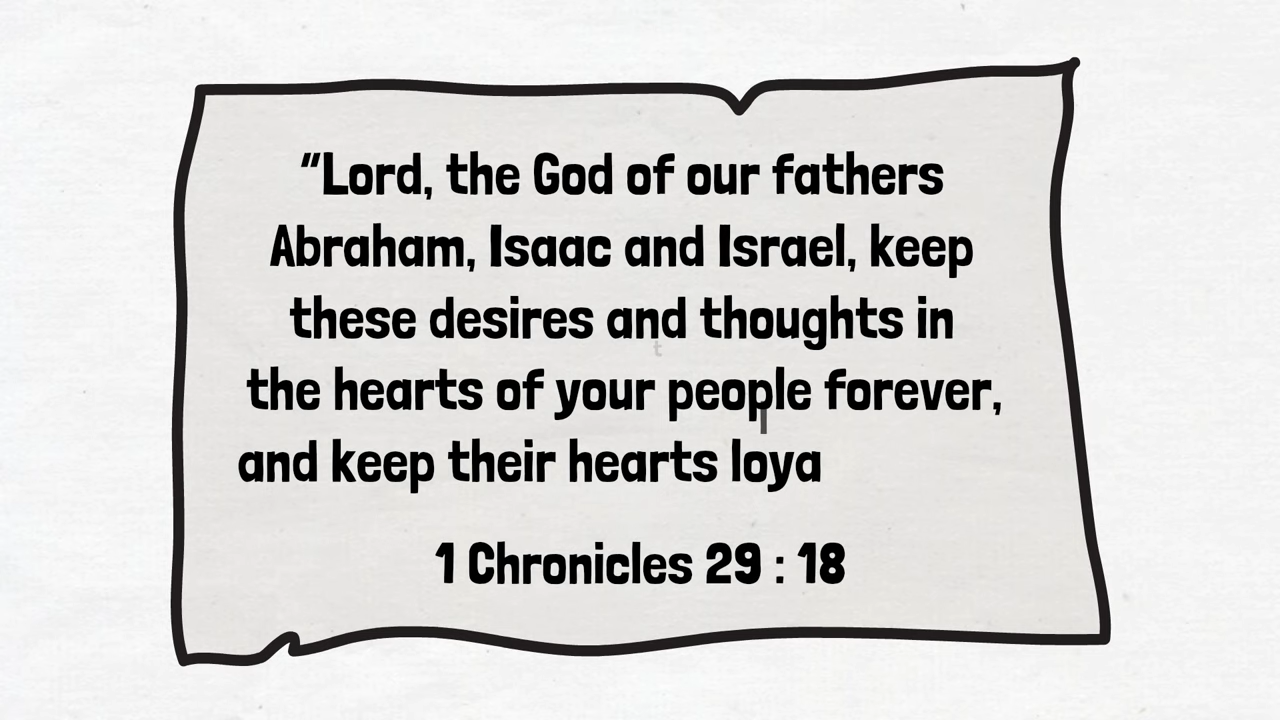 "Lord, the God of our fathers
Abraham, Isaac and Israel, keep
these desires and thoughts in
the hearts of your people forever,
and keep their hearts loya
1 Chronicles 29 : 18